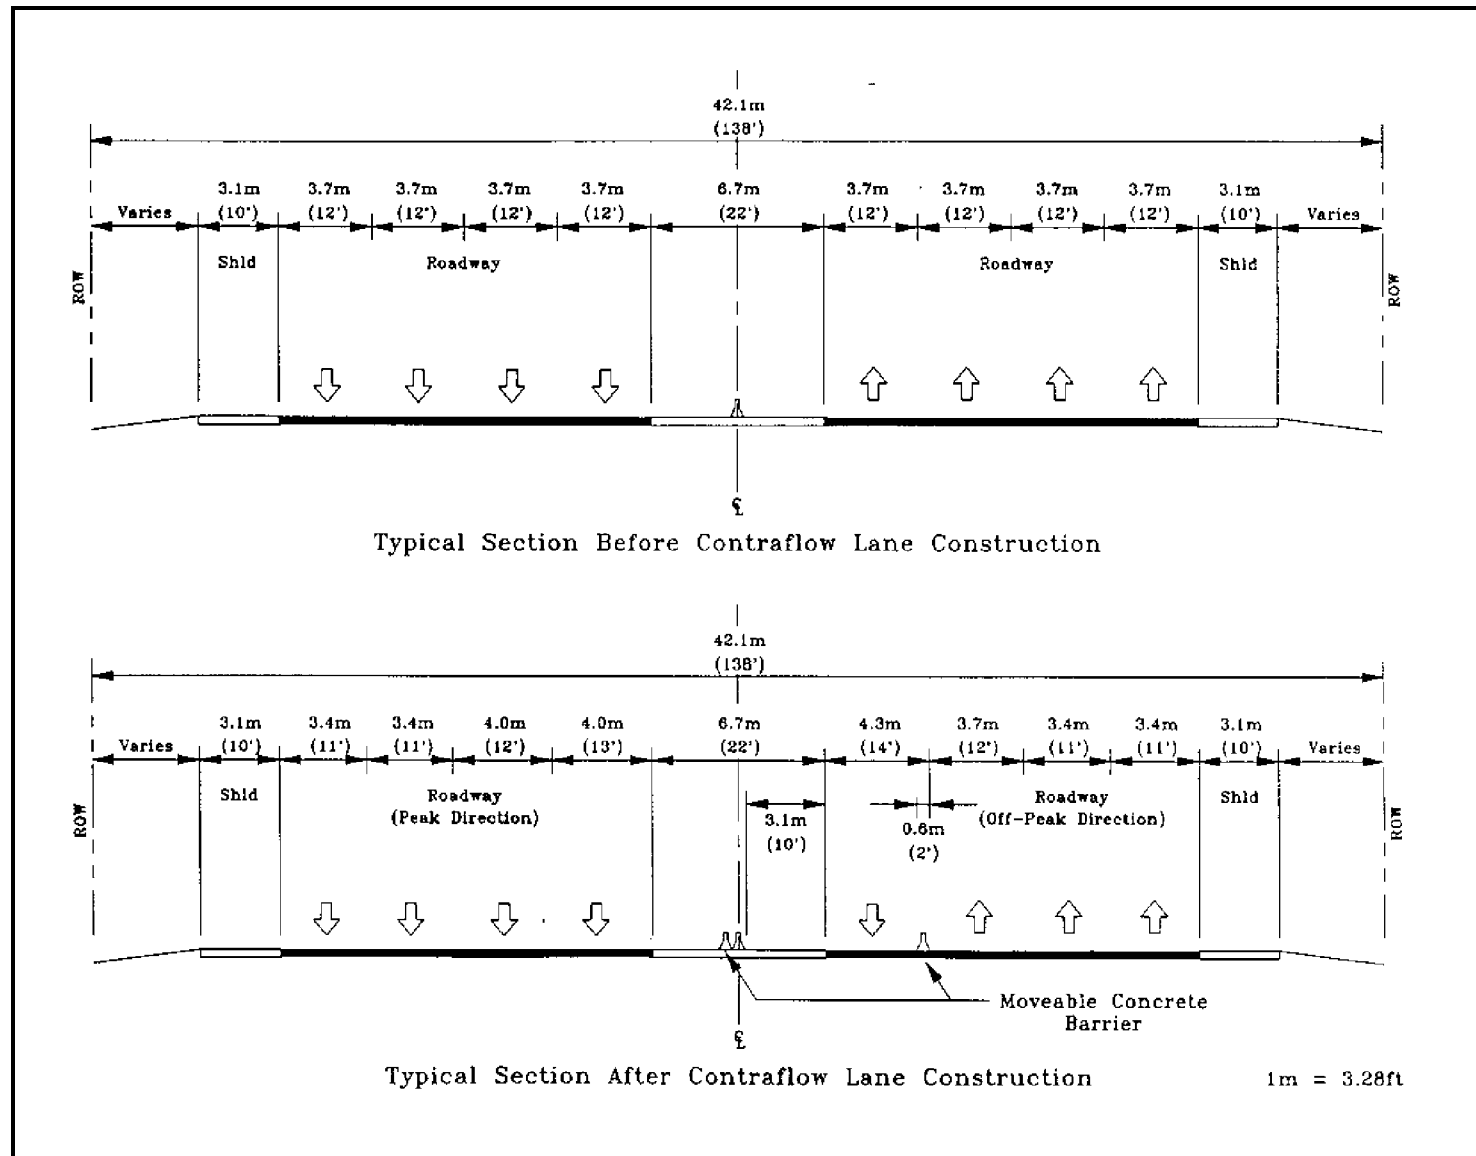 42.1m
(138')
3.1m 3.7m 3.7m 3.7m 3.7m 6.7m 3.7m 3.7m 3.7m 3.7m 3.1m
Varies (10') (12') (12') (12') (12') (22') (12') (12') (12') (12') (10') Varies
Shld Roadway Roadway Shld
ROW ROW
℄
Typical Section Before Contraflow Lane Construction
42.1m
(138')
3.1m 3.4m 3.4m 4.0m 4.0m 6.7m 4.3m 3.7m 3.4m 3.4m 3.1m
Varies (10') (11') (11') (12') (13') (22') (14') (12') (11') (11') (10') Varies
Shld Roadway Roadway Shld
(Peak Direction) (Off-Peak Direction)
ROW ROW
3.1m 0.6m
(10') (2')
Moveable Concrete
Barrier
℄
Typical Section After Contraflow Lane Construction 1m = 3.28ft